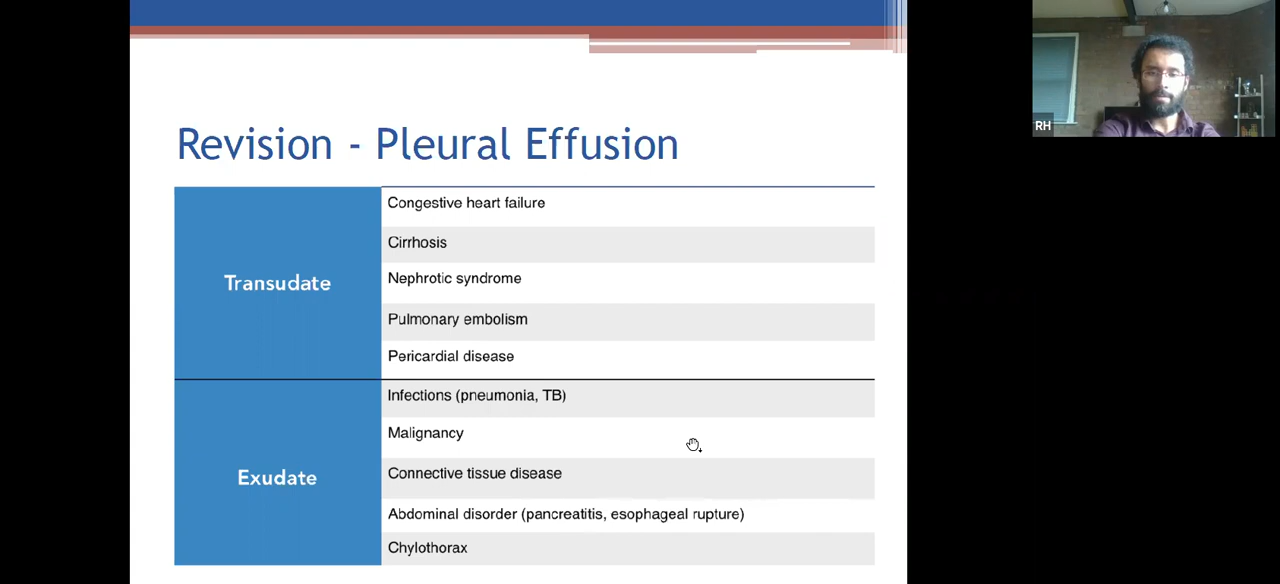 RH
Revision - Pleural Effusion
Transudate
Congestive heart failure
Cirrhosis
Nephrotic syndrome
Pulmonary embolism
Pericardial disease
Exudate
Infections (pneumonia, TB)
Malignancy
Connective tissue disease
Abdominal disorder (pancreatitis, esophageal rupture)
Chylothorax